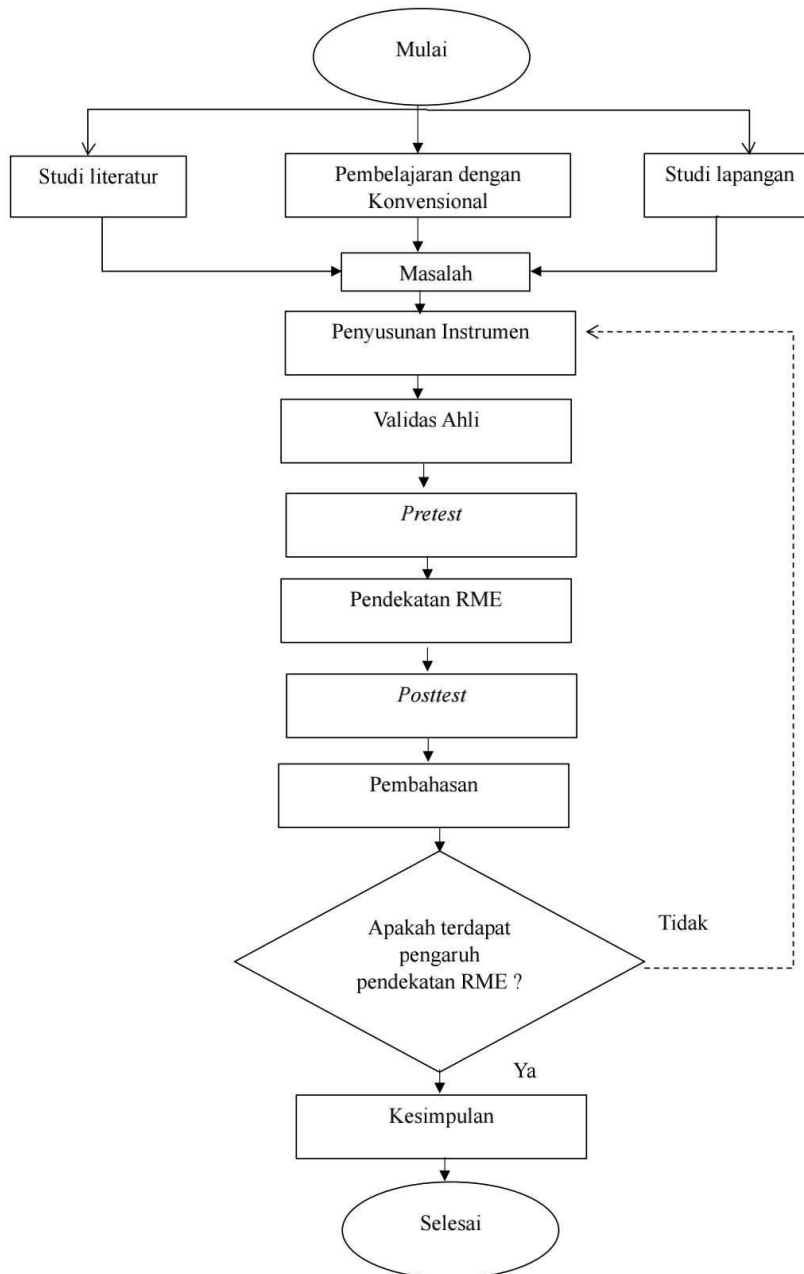 Mulai
Studi literatur
Pembelajaran dengan
Konvensional
Studi lapangan
Masalah
Penyusunan Instrumen
Validas Ahli
Pretest
Pendekatan RME
Posttest
Pembahasan
Apakah terdapat
pengaruh
pendekatan RME ?
Tidak
Ya
Kesimpulan
Selesai